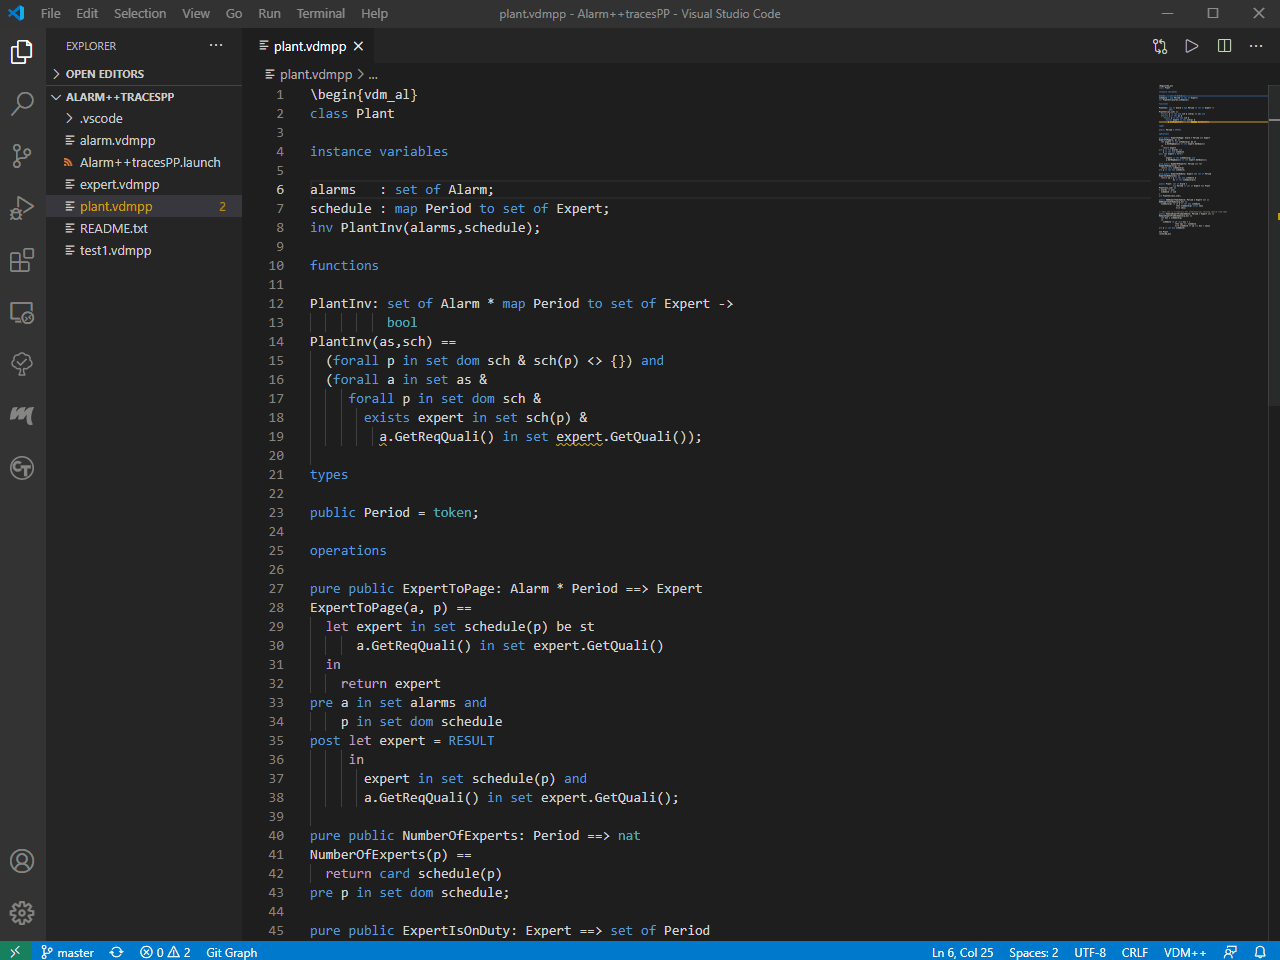 File Edit Selection View Go Run Terminal Help plant.vdmpp - Alarm++tracesPP - Visual Studio Code
EXPLORER
OPEN EDITORS
ALARM++TRACESPP
.vscode
alarm.vdmpp
Alarm++tracesPP.launch
expert.vdmpp
plant.vdmpp 2
README.txt
test1.vdmpp
plant.vdmpp
plant.vdmpp > ...
1 \begin{vdm_al}
2 class Plant
3
4 instance variables
5
6 alarms   : set of Alarm;
7 schedule : map Period to set of Expert;
8 inv PlantInv(alarms,schedule);
9
10 functions
11
12 PlantInv: set of Alarm * map Period to set of Expert ->
13           bool
14 PlantInv(as,sch) ==
15   (forall p in set dom sch & sch(p) <> {}) and
16   (forall a in set as &
17      forall p in set dom sch &
18        exists expert in set sch(p) &
19          a.GetReqQuali() in set expert.GetQuali());
20
21 types
22
23 public Period = token;
24
25 operations
26
27 pure public ExpertToPage: Alarm * Period ==> Expert
28 ExpertToPage(a, p) ==
29   let expert in set schedule(p) be st
30       a.GetReqQuali() in set expert.GetQuali()
31   in
32     return expert
33 pre a in set alarms and
34     p in set dom schedule
35 post let expert = RESULT
36      in
37        expert in set schedule(p) and
38        a.GetReqQuali() in set expert.GetQuali();
39
40 pure public NumberOfExperts: Period ==> nat
41 NumberOfExperts(p) ==
42   return card schedule(p)
43 pre p in set dom schedule;
44
45 pure public ExpertIsOnDuty: Expert ==> set of Period
master 0 2 Git Graph Ln 6, Col 25 Spaces: 2 UTF-8 CRLF VDM++